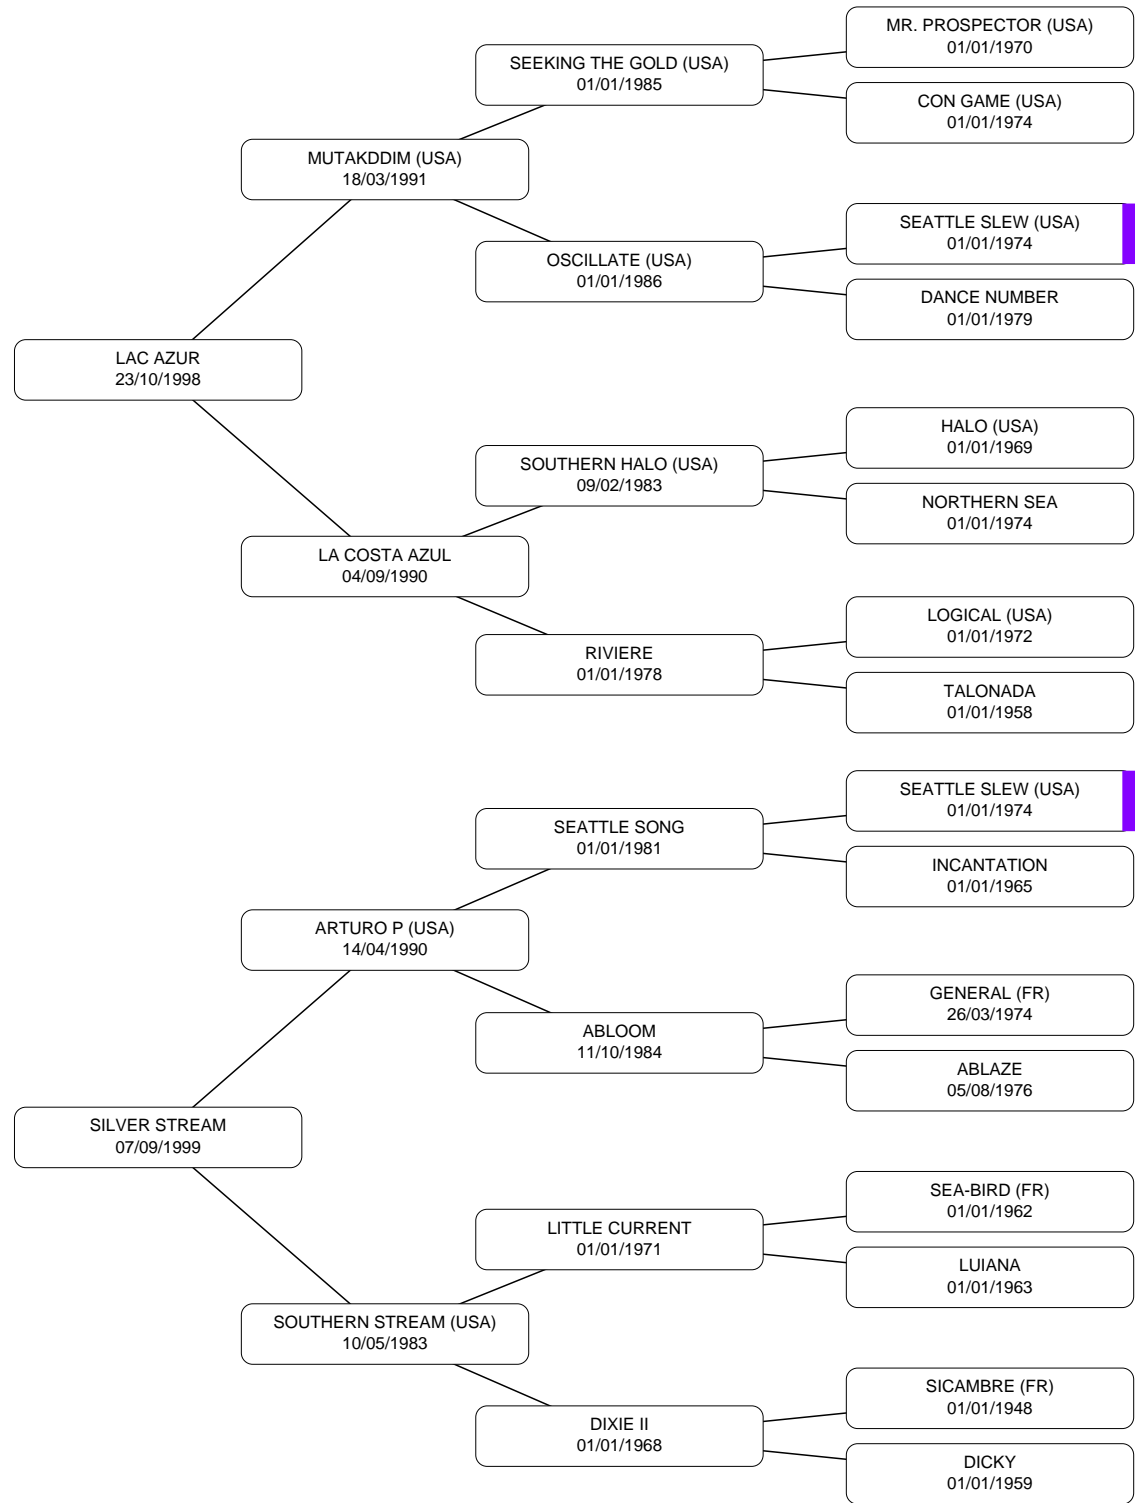 MR. PROSPECTOR (USA)
01/01/1970
SEEKING THE GOLD (USA)
01/01/1985
CON GAME (USA)
01/01/1974
MUTAKDDIM (USA)
18/03/1991
SEATTLE SLEW (USA)
01/01/1974
OSCILLATE (USA)
01/01/1986
DANCE NUMBER
01/01/1979
LAC AZUR
23/10/1998
HALO (USA)
01/01/1969
SOUTHERN HALO (USA)
09/02/1983
NORTHERN SEA
01/01/1974
LA COSTA AZUL
04/09/1990
LOGICAL (USA)
01/01/1972
RIVIERE
01/01/1978
TALONADA
01/01/1958
SEATTLE SLEW (USA)
01/01/1974
SEATTLE SONG
01/01/1981
INCANTATION
01/01/1965
ARTURO P (USA)
14/04/1990
GENERAL (FR)
26/03/1974
ABLOOM
11/10/1984
ABLAZE
05/08/1976
SILVER STREAM
07/09/1999
SEA-BIRD (FR)
01/01/1962
LITTLE CURRENT
01/01/1971
LUIANA
01/01/1963
SOUTHERN STREAM (USA)
10/05/1983
SICAMBRE (FR)
01/01/1948
DIXIE II
01/01/1968
DICKY
01/01/1959